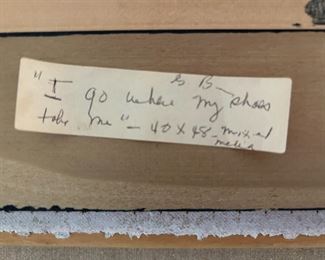 G. B—
"I go where my shoes
take me" - 40 x 48 - mixed
media